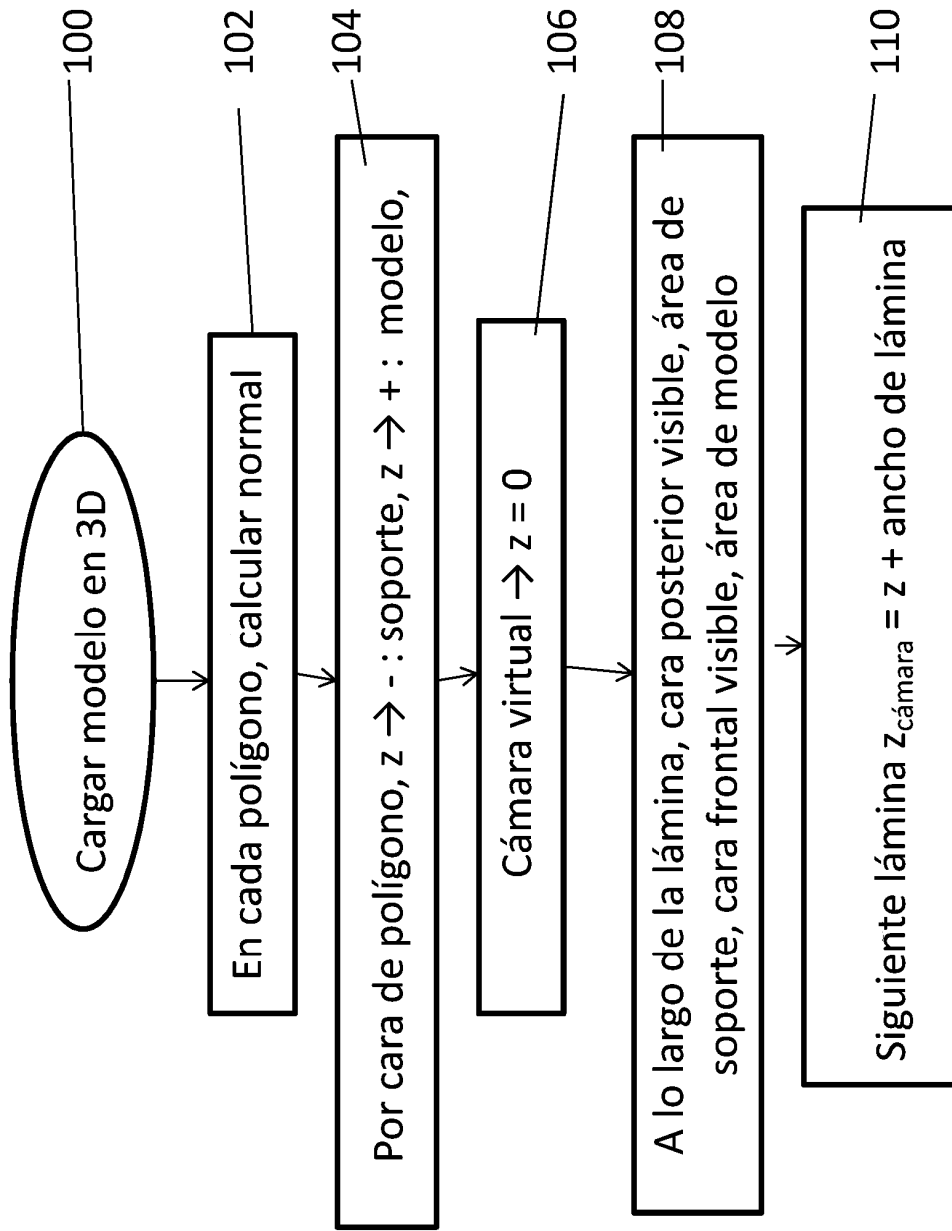 Cargar modelo en 3D
100
En cada polígono, calcular normal
102
Por cara de polígono, z → - : soporte, z → + : modelo,
104
Cámara virtual → z = 0
106
A lo largo de la lámina, cara posterior visible, área de
soporte, cara frontal visible, área de modelo
108
Siguiente lámina z cámara = z + ancho de lámina
110